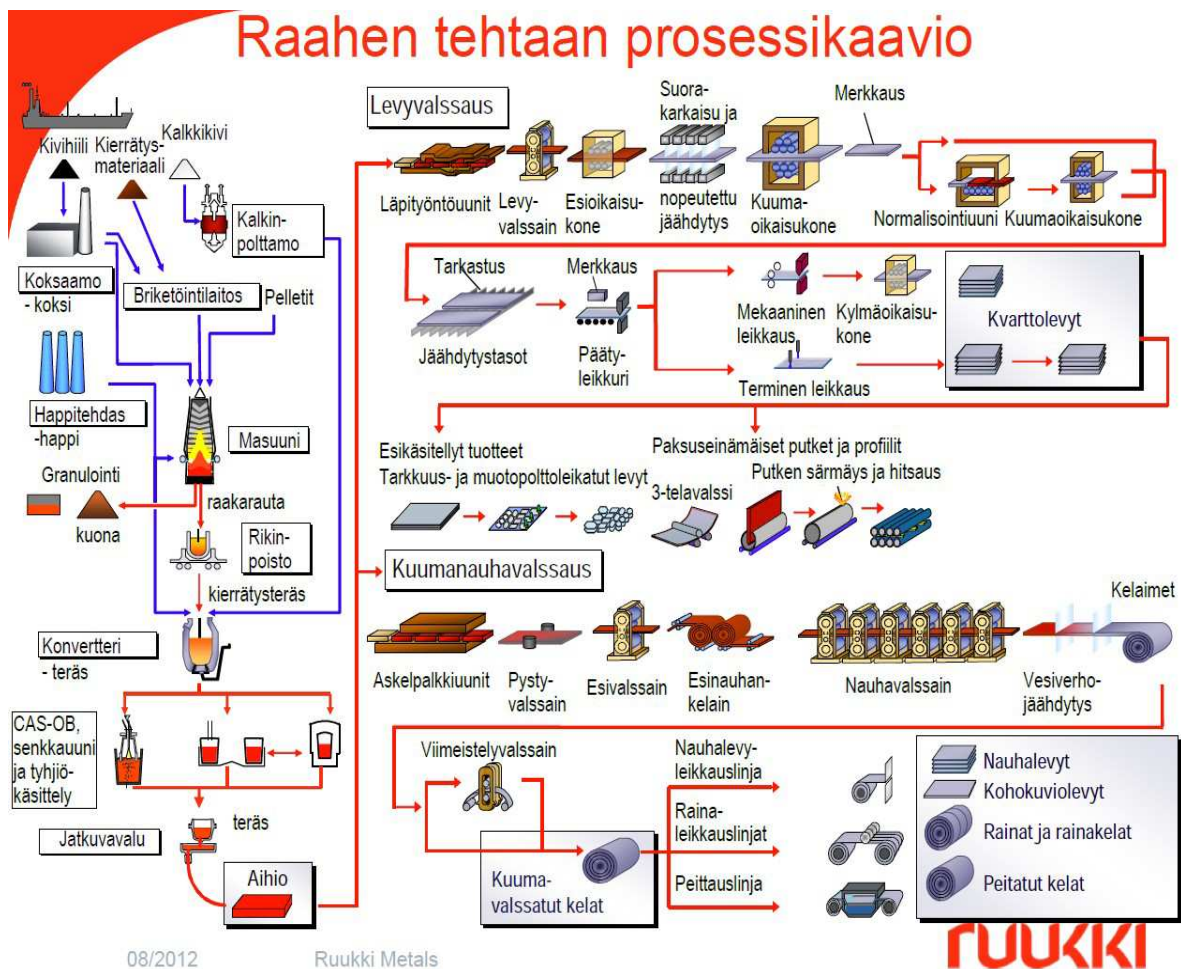 Raahen tehtaan prosessikaavio
Kivihiili
Kierrätys-
materiaali
Kalkkikivi
Kalkin-
polttamo
Koksaamo
- koksi
Briketöintilaitos
Pelletit
Happitehdas
-happi
Masuuni
Granulointi
kuona
raakarauta
Rikin-
poisto
kierrätysteräs
Konvertteri
- teräs
CAS-OB,
senkkauuni
ja tyhjiö-
käsittely
Jatkuvavalu
teräs
Aihio
Levyvalssaus
Läpityöntöuunit
Levy-
valssain
Esioikaisu-
kone
Suora-
karkaisu ja
nopeutettu
jäähdytys
Kuuma-
oikaisukone
Merkkaus
Normalisointiuuni
Kuumaoikaisukone
Tarkastus
Jäähdytystasot
Merkkaus
Pääty-
leikkuri
Mekaaninen
leikkaus
Kylmäoikaisu-
kone
Terminen leikkaus
Kvarttolevyt
Esikäsitellyt tuotteet
Tarkkuus- ja muotopolttoleikatut levyt
Paksuseinämäiset putket ja profiilit
Putken särmäys ja hitsaus
3-telavalssi
Kuumanauhavalssaus
Askelpalkkiuunit
Pysty-
valssain
Esivalssain
Esinauhan-
kelain
Nauhavalssain
Vesiverho-
jäähdytys
Kelaimet
Viimeistelyvalssain
Kuuma-
valssatut kelat
Nauhalevy-
leikkauslinja
Raina-
leikkauslinjat
Peittauslinja
Nauhalevyt
Kohokuviolevyt
Rainat ja rainakelat
Peitatut kelat
08/2012
Ruukki Metals
ruukki